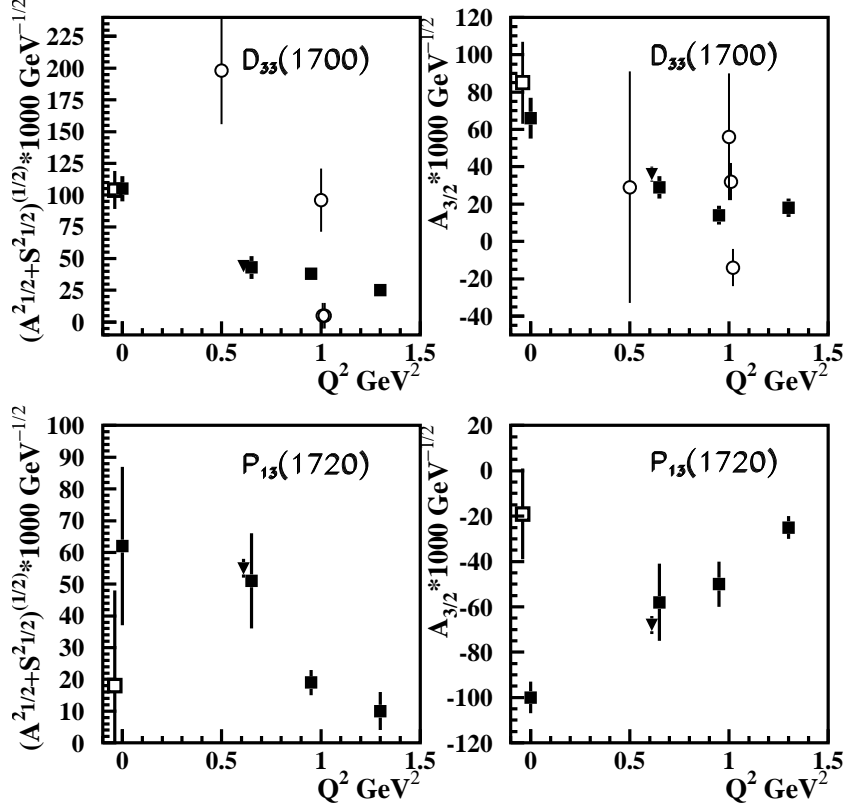 (A²1/2+S²1/2)^(1/2)*1000 GeV^−1/2
225
200
175
150
125
100
75
50
25
0
D₃₃(1700)
0 0.5 1 1.5
Q² GeV²
A₃/₂*1000 GeV^−1/2
120
100
80
60
40
20
0
-20
-40
D₃₃(1700)
0 0.5 1 1.5
Q² GeV²
(A²1/2+S²1/2)^(1/2)*1000 GeV^−1/2
100
90
80
70
60
50
40
30
20
10
0
P₁₃(1720)
0 0.5 1 1.5
Q² GeV²
A₃/₂*1000 GeV^−1/2
20
0
-20
-40
-60
-80
-100
-120
P₁₃(1720)
0 0.5 1 1.5
Q² GeV²